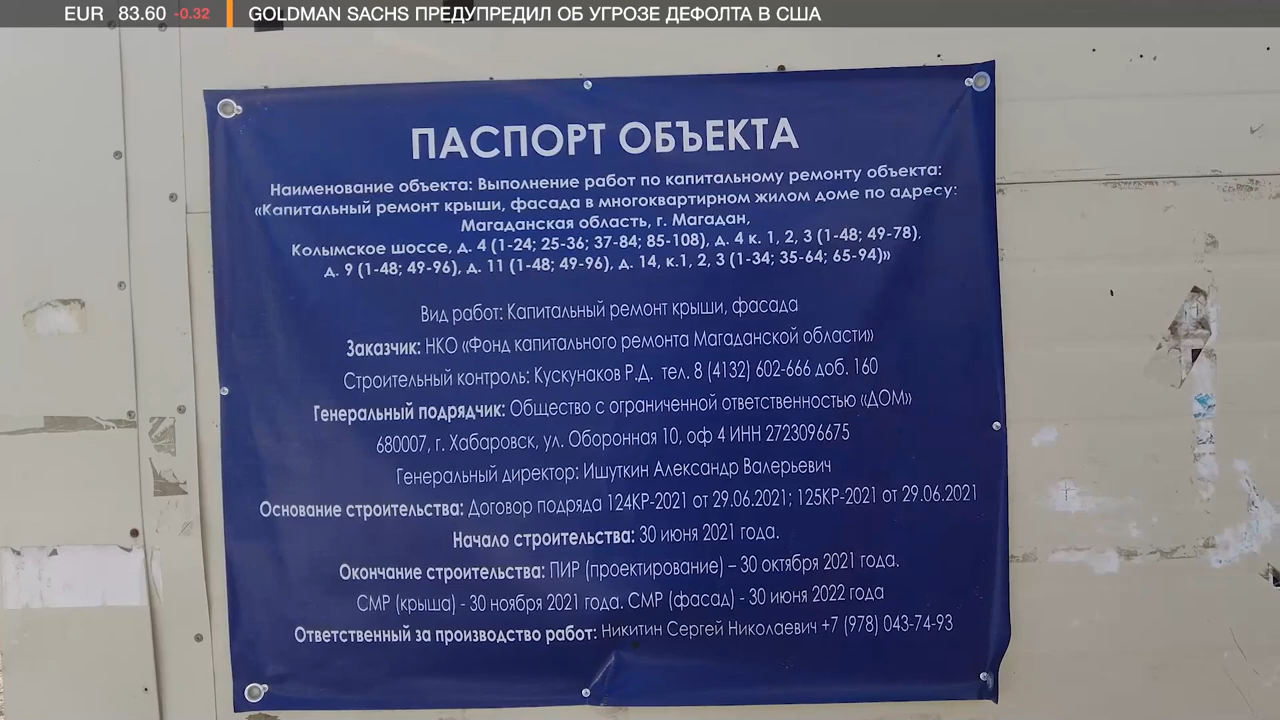 EUR 83.60 -0.32 GOLDMAN SACHS ПРЕДУПРЕДИЛ ОБ УГРОЗЕ ДЕФОЛТА В США
ПАСПОРТ ОБЪЕКТА
Наименование объекта: Выполнение работ по капитальному ремонту объекта:
«Капитальный ремонт крыши, фасада в многоквартирном жилом доме по адресу:
Магаданская область, г. Магадан,
Колымское шоссе, д. 4 (1-24; 25-36; 37-84; 85-108), д. 4 к. 1, 2, 3 (1-48; 49-78),
д. 9 (1-48; 49-96), д. 11 (1-48; 49-96), д. 14, к.1, 2, 3 (1-34; 35-64; 65-94)»
Вид работ: Капитальный ремонт крыши, фасада
Заказчик: НКО «Фонд капитального ремонта Магаданской области»
Строительный контроль: Кускунаков Р.Д. тел. 8 (4132) 602-666 доб. 160
Генеральный подрядчик: Общество с ограниченной ответственностью «ДОМ»
680007, г. Хабаровск, ул. Оборонная 10, оф 4 ИНН 2723096675
Генеральный директор: Ишуткин Александр Валерьевич
Основание строительства: Договор подряда 124КР-2021 от 29.06.2021; 125КР-2021 от 29.06.2021
Начало строительства: 30 июня 2021 года.
Окончание строительства: ПИР (проектирование) – 30 октября 2021 года.
СМР (крыша) - 30 ноября 2021 года. СМР (фасад) - 30 июня 2022 года
Ответственный за производство работ: Никитин Сергей Николаевич +7 (978) 043-74-93